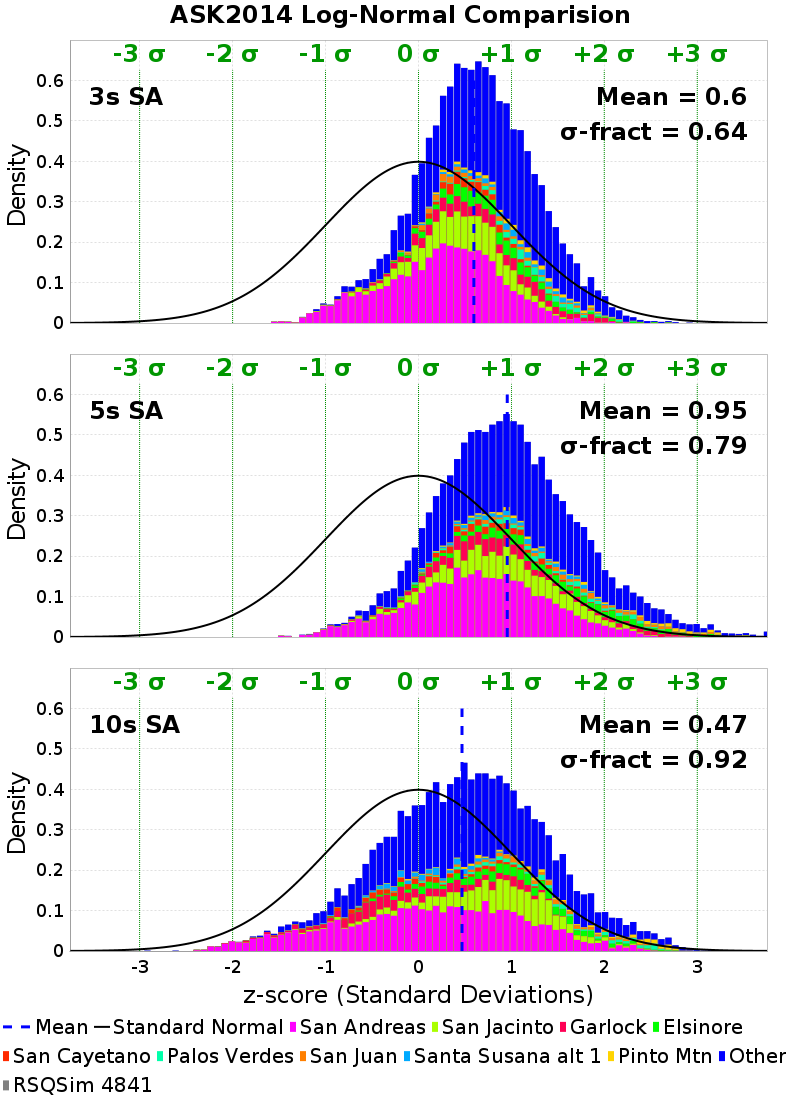 ASK2014 Log-Normal Comparision
-3 σ -2 σ -1 σ 0 σ +1 σ +2 σ +3 σ
3s SA
Mean = 0.6
σ-fract = 0.64
0.6
0.5
0.4
0.3
0.2
0.1
0
Density
-3 σ -2 σ -1 σ 0 σ +1 σ +2 σ +3 σ
5s SA
Mean = 0.95
σ-fract = 0.79
0.6
0.5
0.4
0.3
0.2
0.1
0
Density
-3 σ -2 σ -1 σ 0 σ +1 σ +2 σ +3 σ
10s SA
Mean = 0.47
σ-fract = 0.92
0.6
0.5
0.4
0.3
0.2
0.1
0
Density
-3 -2 -1 0 1 2 3
z-score (Standard Deviations)
Mean Standard Normal San Andreas San Jacinto Garlock Elsinore
San Cayetano Palos Verdes San Juan Santa Susana alt 1 Pinto Mtn Other
RSQSim 4841